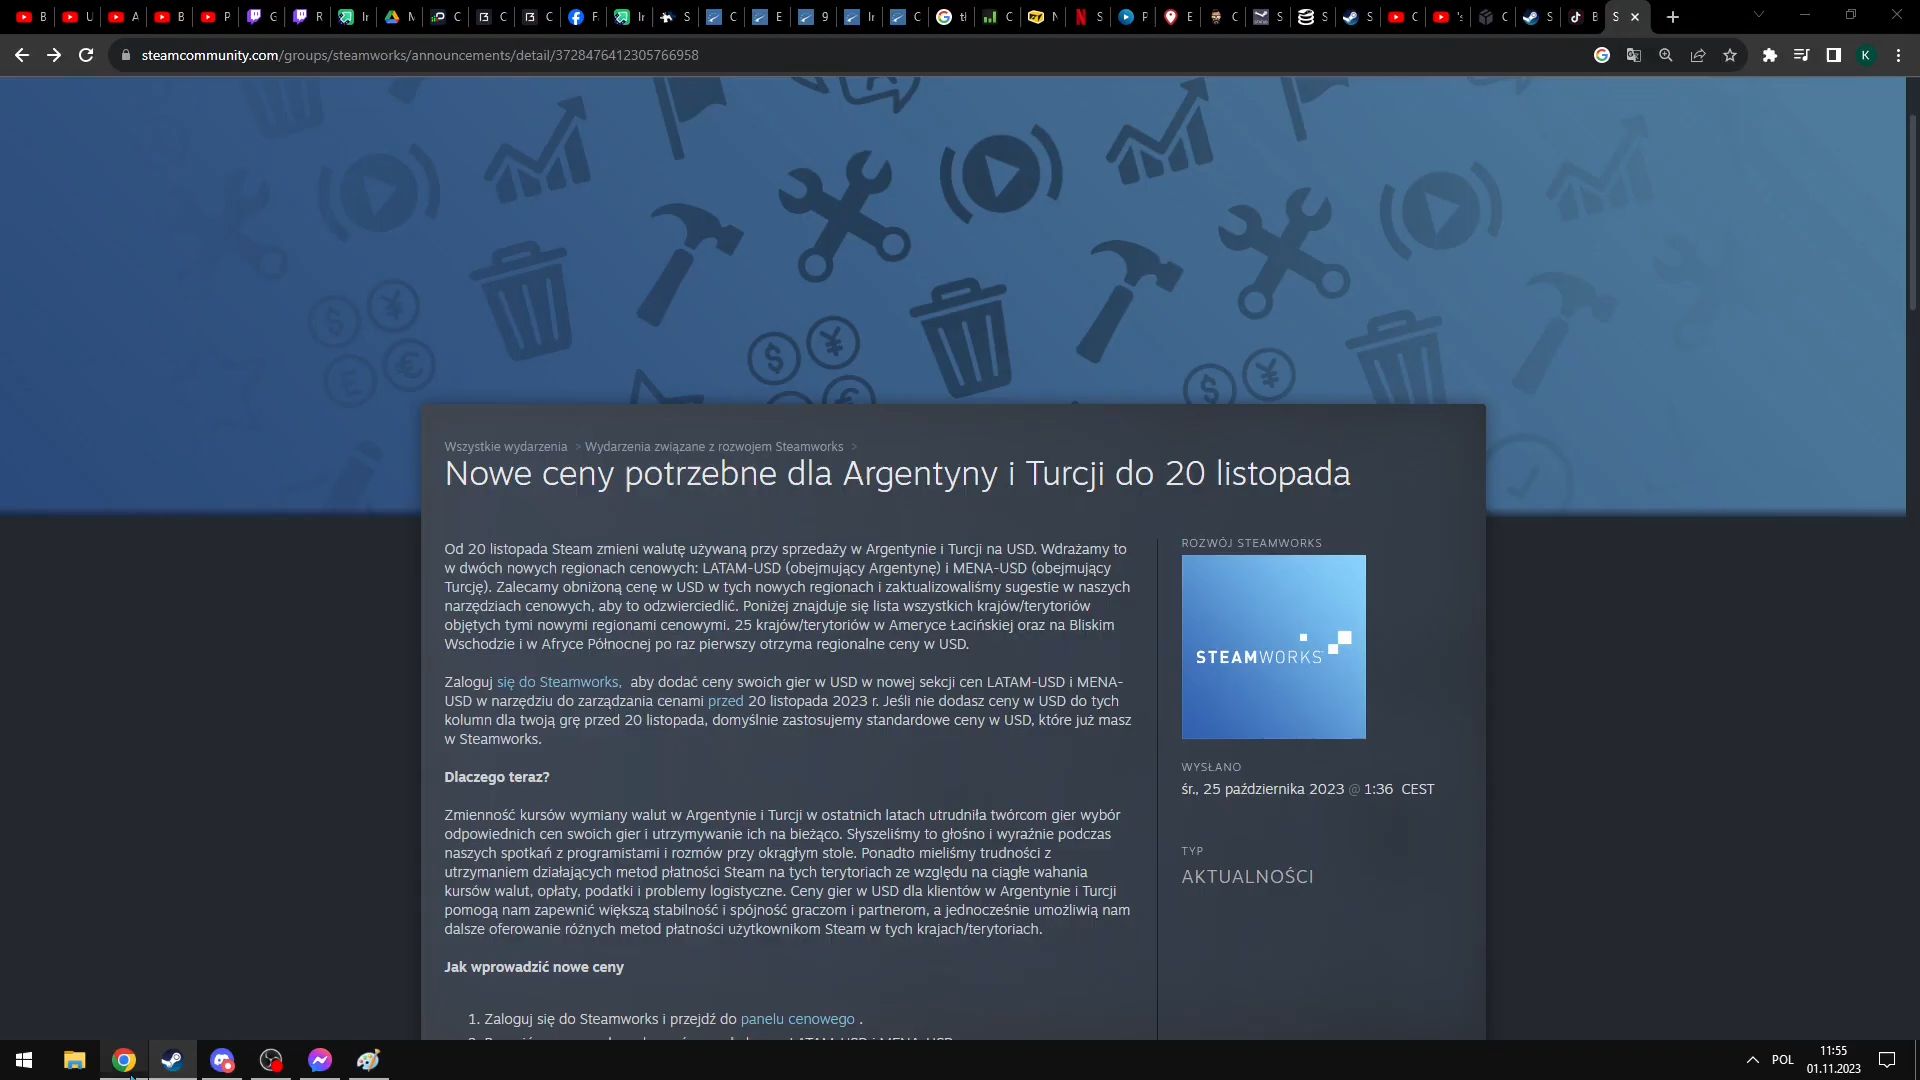 steamcommunity.com/groups/steamworks/announcements/detail/3728476412305766958
Wszystkie wydarzenia > Wydarzenia związane z rozwojem Steamworks >
Nowe ceny potrzebne dla Argentyny i Turcji do 20 listopada
Od 20 listopada Steam zmieni walutę używaną przy sprzedaży w Argentynie i Turcji na USD. Wdrażamy to
w dwóch nowych regionach cenowych: LATAM-USD (obejmujący Argentynę) i MENA-USD (obejmujący
Turcję). Zalecamy obniżoną cenę w USD w tych nowych regionach i zaktualizowaliśmy sugestie w naszych
narzędziach cenowych, aby to odzwierciedlić. Poniżej znajduje się lista wszystkich krajów/terytoriów
objętych tymi nowymi regionami cenowymi. 25 krajów/terytoriów w Ameryce Łacińskiej oraz na Bliskim
Wschodzie i w Afryce Północnej po raz pierwszy otrzyma regionalne ceny w USD.
Zaloguj się do Steamworks, aby dodać ceny swoich gier w USD w nowej sekcji cen LATAM-USD i MENA-
USD w narzędziu do zarządzania cenami przed 20 listopada 2023 r. Jeśli nie dodasz ceny w USD do tych
kolumn dla twoją grę przed 20 listopada, domyślnie zastosujemy standardowe ceny w USD, które już masz
w Steamworks.
Dlaczego teraz?
Zmienność kursów wymiany walut w Argentynie i Turcji w ostatnich latach utrudniła twórcom gier wybór
odpowiednich cen swoich gier i utrzymywanie ich na bieżąco. Słyszeliśmy to głośno i wyraźnie podczas
naszych spotkań z programistami i rozmów przy okrągłym stole. Ponadto mieliśmy trudności z
utrzymaniem działających metod płatności Steam na tych terytoriach ze względu na ciągłe wahania
kursów walut, opłaty, podatki i problemy logistyczne. Ceny gier w USD dla klientów w Argentynie i Turcji
pomogą nam zapewnić większą stabilność i spójność graczom i partnerom, a jednocześnie umożliwią nam
dalsze oferowanie różnych metod płatności użytkownikom Steam w tych krajach/terytoriach.
Jak wprowadzić nowe ceny
1. Zaloguj się do Steamworks i przejdź do panelu cenowego .
ROZWÓJ STEAMWORKS
STEAMWORKS
WYSŁANO
śr., 25 października 2023 @ 1:36 CEST
TYP
AKTUALNOŚCI
POL
11:55
01.11.2023